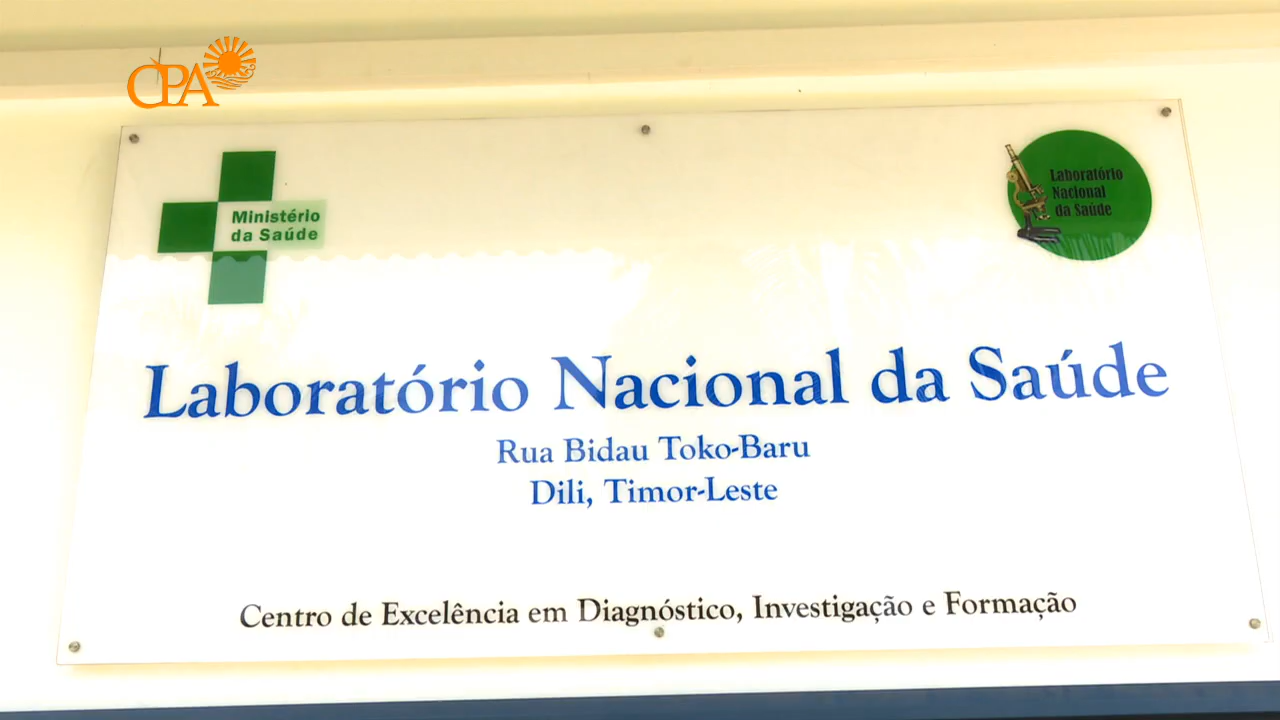 CPA
Ministério
da Saúde
Laboratório
Nacional
da Saúde
Laboratório Nacional da Saúde
Rua Bidau Toko-Baru
Dili, Timor-Leste
Centro de Excelência em Diagnóstico, Investigação e Formação